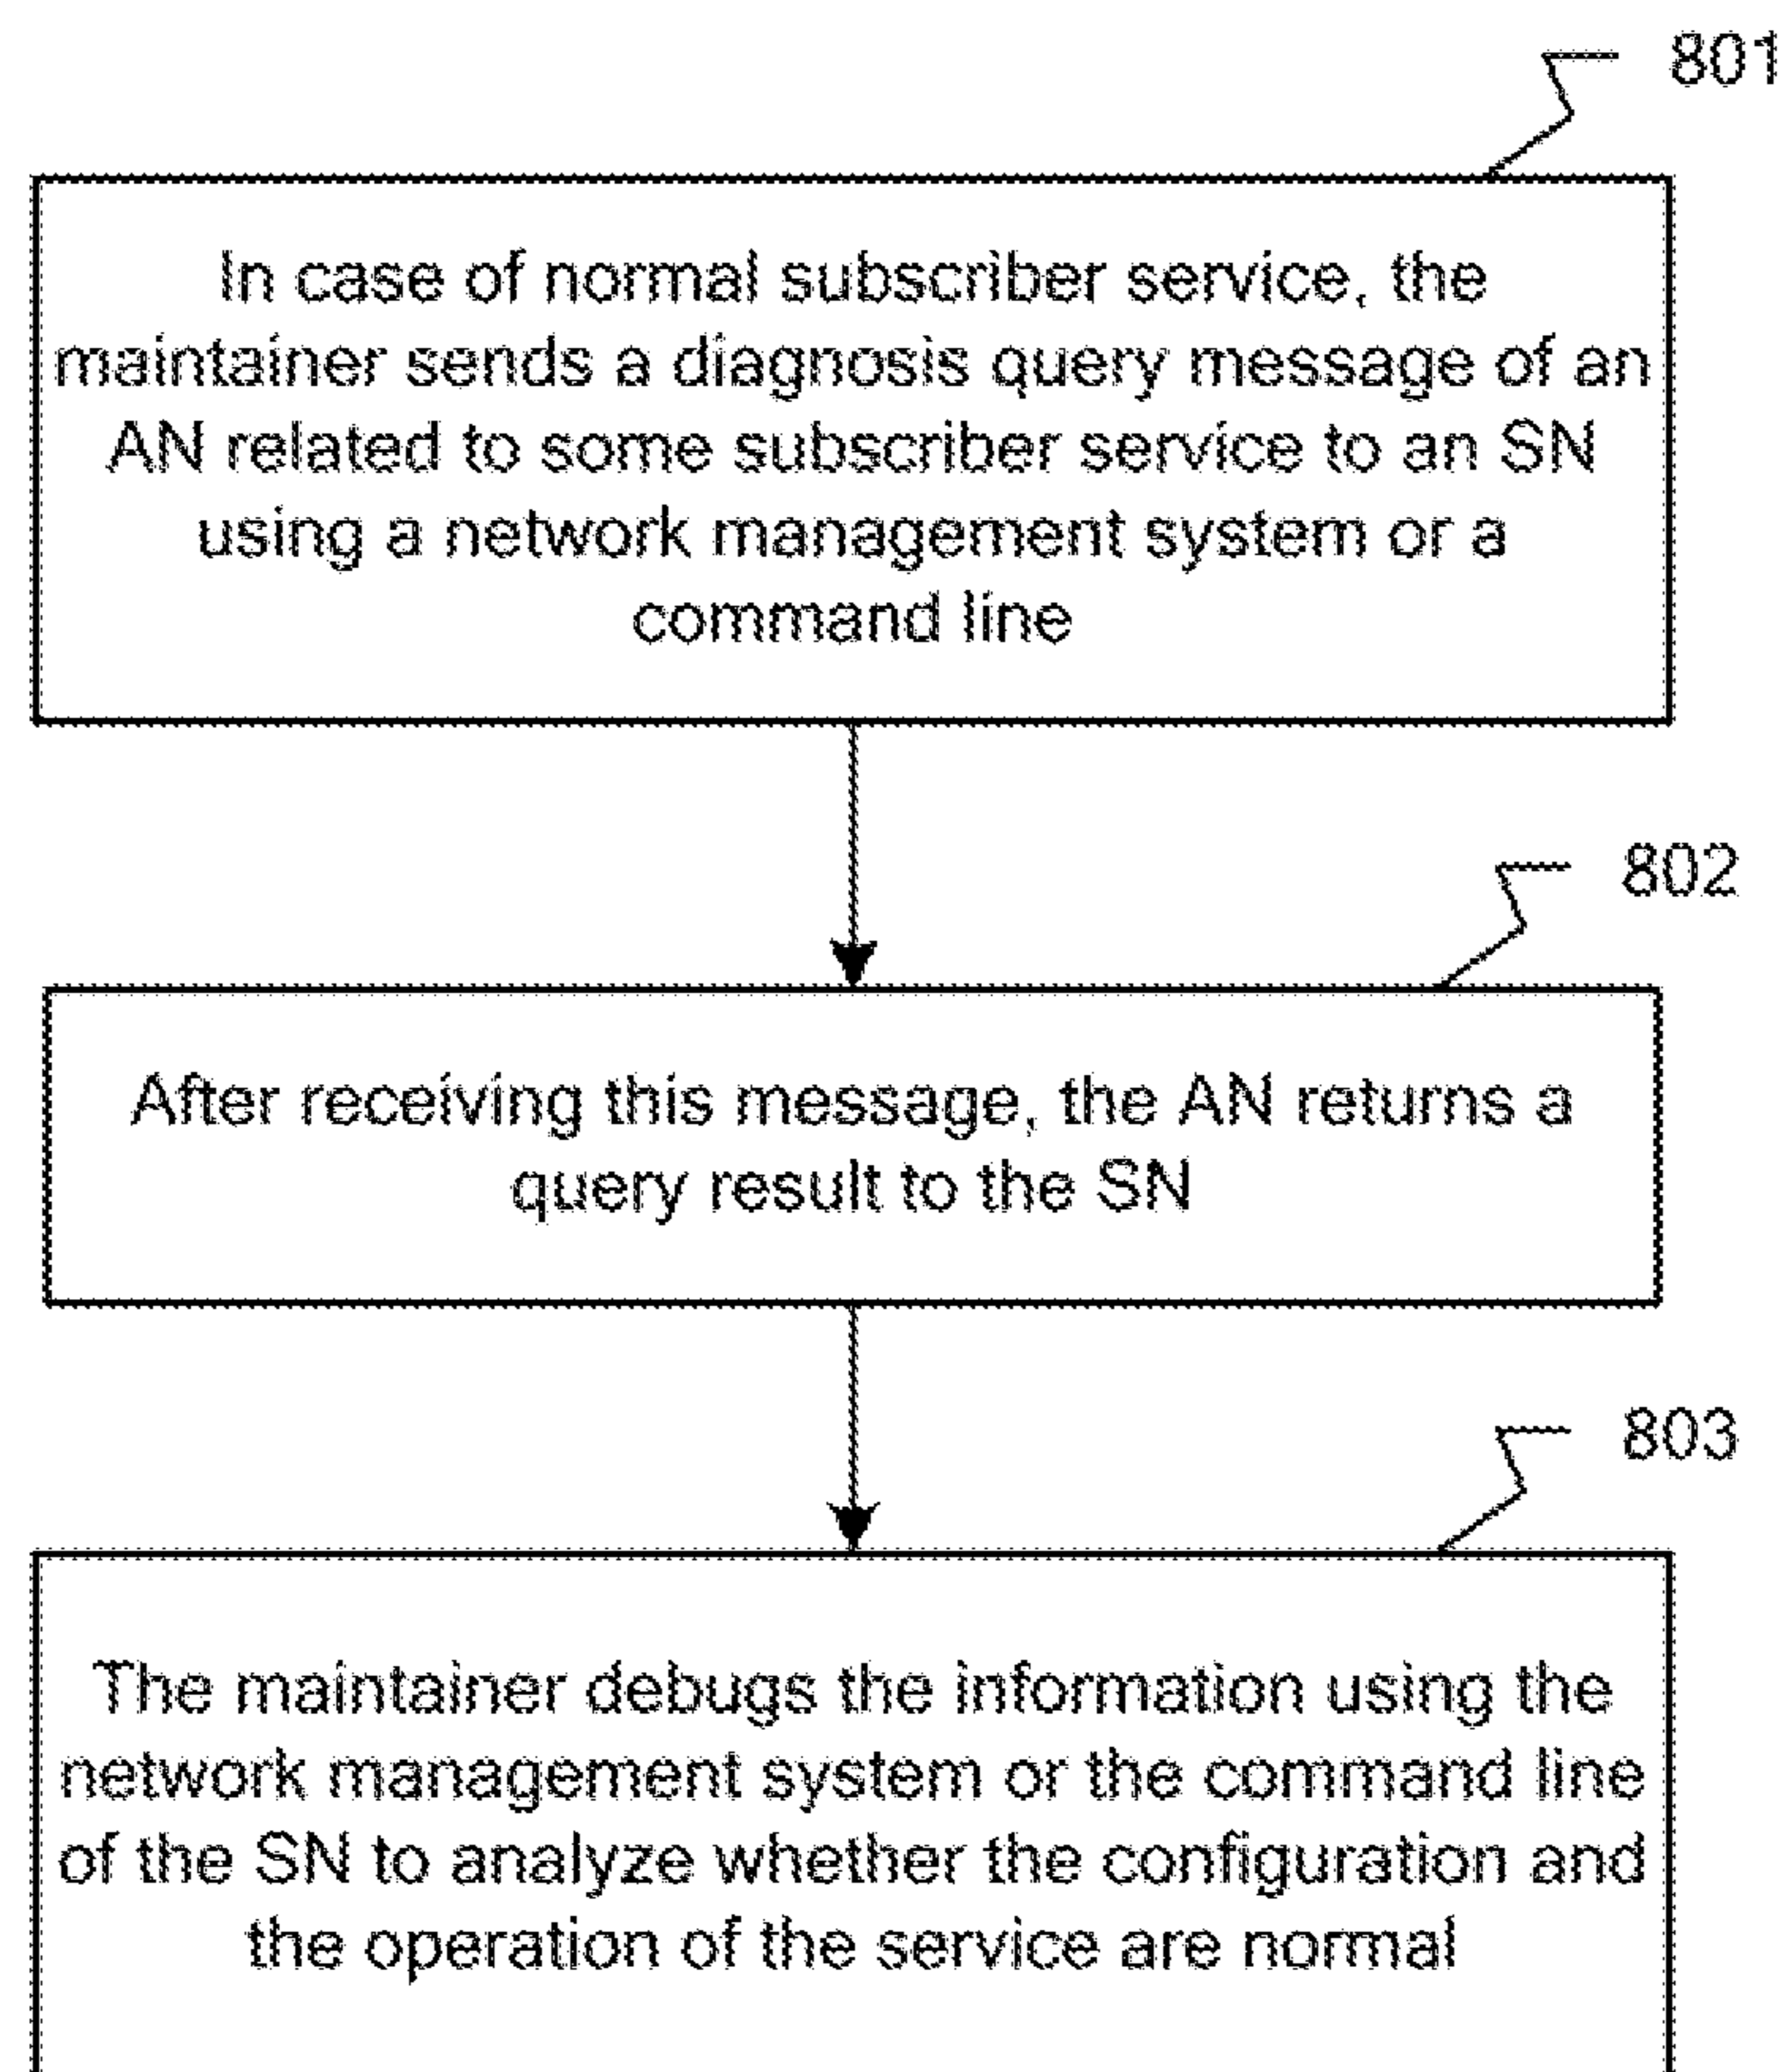 801
In case of normal subscriber service, the
maintainer sends a diagnosis query message of an
AN related to some subscriber service to an SN
using a network management system or a
command line
802
After receiving this message, the AN returns a
query result to the SN
803
The maintainer debugs the information using the
network management system or the command line
of the SN to analyze whether the configuration and
the operation of the service are normal